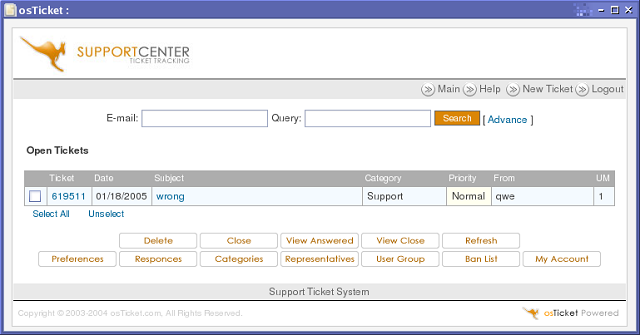 osTicket :
SUPPORTCENTER
TICKET TRACKING
Main Help New Ticket Logout
E-mail: Query: Search [ Advance ]
Open Tickets
Ticket Date Subject Category Priority From UM
619511 01/18/2005 wrong Support Normal qwe 1
Select All Unselect
Delete Close View Answered View Close Refresh
Preferences Responces Categories Representatives User Group Ban List My Account
Support Ticket System
Copyright © 2003-2004 osTicket.com, All Rights Reserved. osTicket Powered